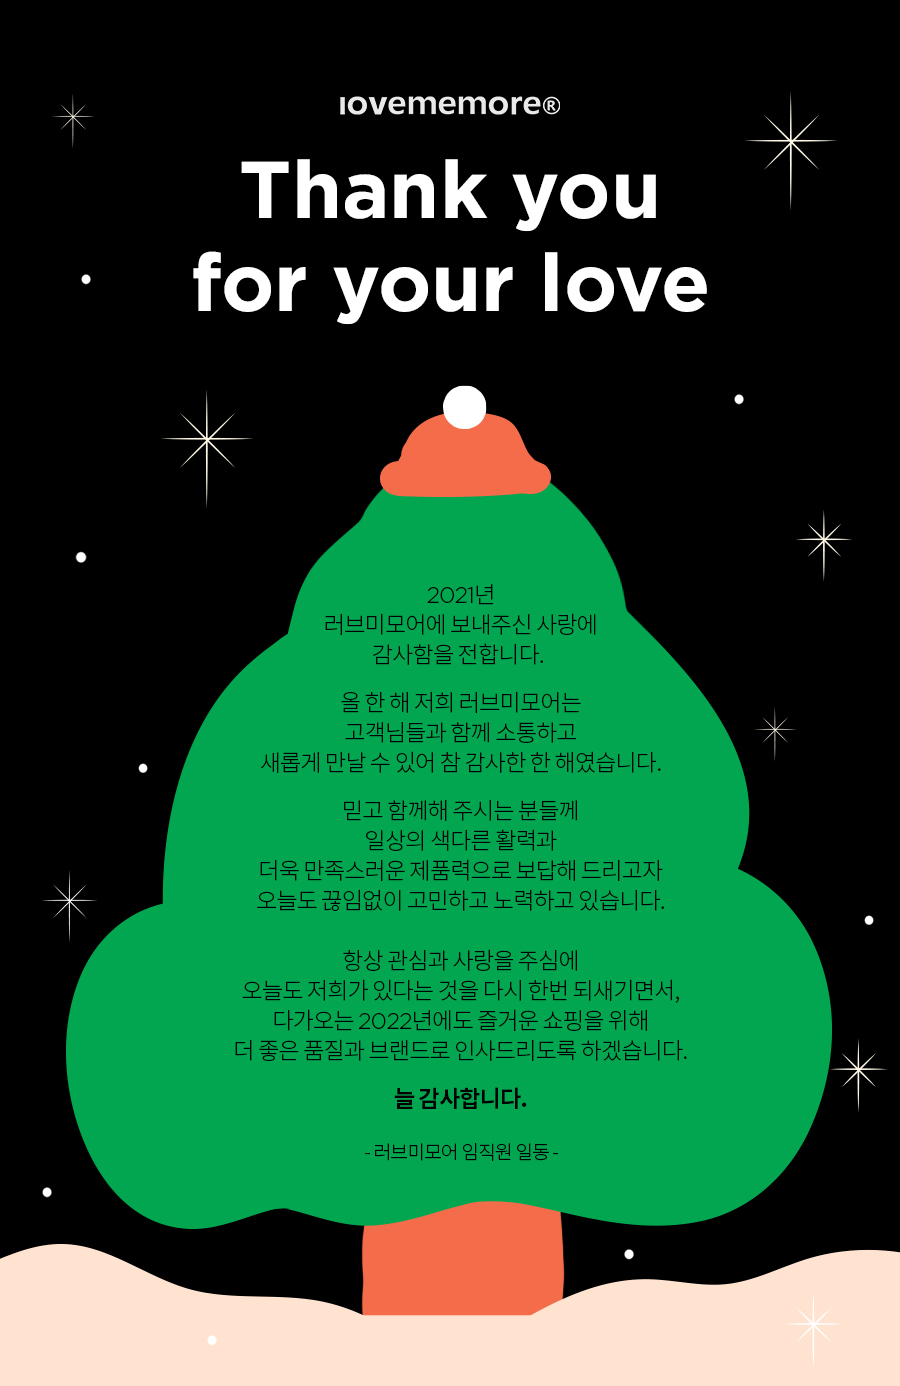 lovememore®
Thank you
for your love
2021년
러브미모어에 보내주신 사랑에
감사함을 전합니다.
올 한 해 저희 러브미모어는
고객님들과 함께 소통하고
새롭게 만날 수 있어 참 감사한 한 해였습니다.
믿고 함께해 주시는 분들께
일상의 색다른 활력과
더욱 만족스러운 제품력으로 보답해 드리고자
오늘도 끊임없이 고민하고 노력하고 있습니다.
항상 관심과 사랑을 주심에
오늘도 저희가 있다는 것을 다시 한번 되새기면서,
다가오는 2022년에도 즐거운 쇼핑을 위해
더 좋은 품질과 브랜드로 인사드리도록 하겠습니다.
늘 감사합니다.
- 러브미모어 임직원 일동 -